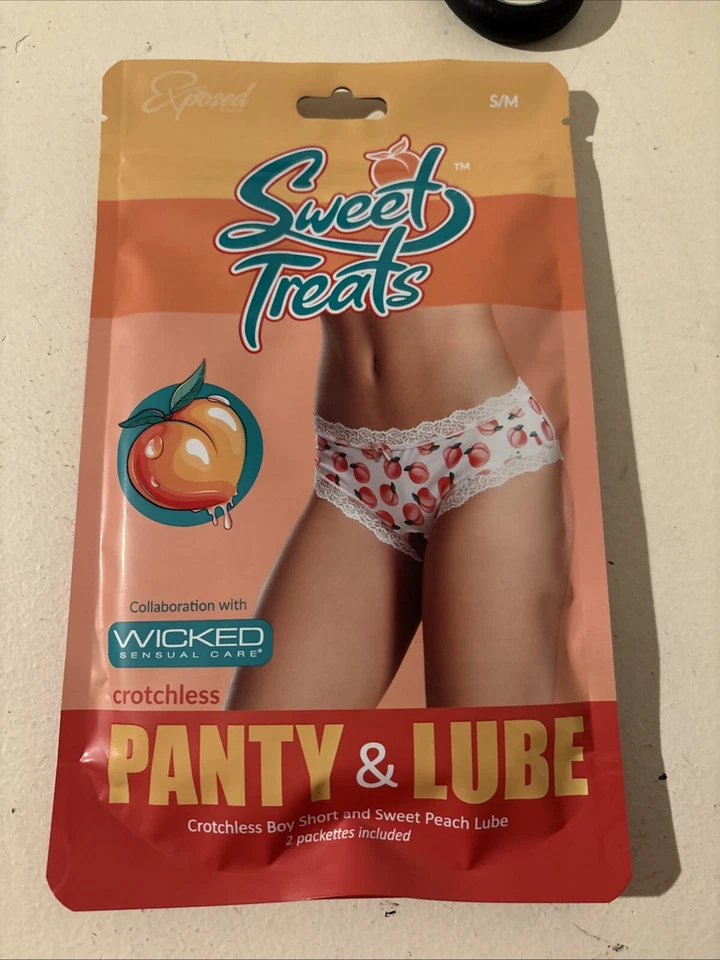 Exposed
S/M
Sweet
TM
Treats
Collaboration with
WICKED
SENSUAL CARE®
crotchless
PANTY & LUBE
Crotchless Boy Short and Sweet Peach Lube
2 packettes included